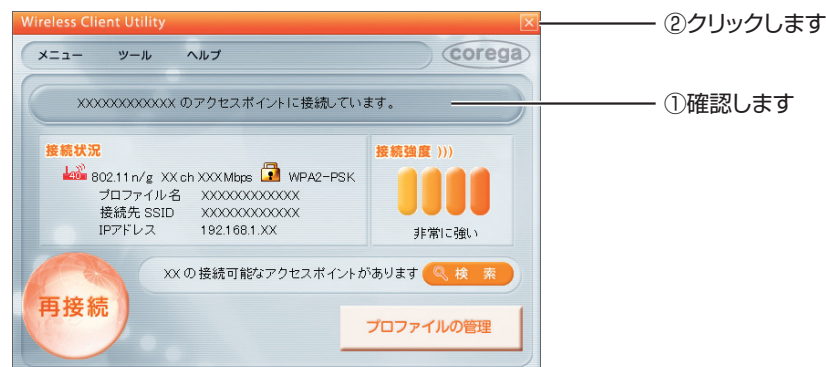 Wireless Client Utility
②クリックします
メニュー ツール ヘルプ
corega
XXXXXXXXXXXX のアクセスポイントに接続しています。
①確認します
接続状況
接続強度 )))
40 802.11 n/g XX ch XXX Mbps WPA2-PSK
プロファイル名 XXXXXXXXXXXX
接続先 SSID XXXXXXXXXXXX
IPアドレス 192.168.1.XX
非常に強い
XX の接続可能なアクセスポイントがあります 検 索
再接続
プロファイルの管理